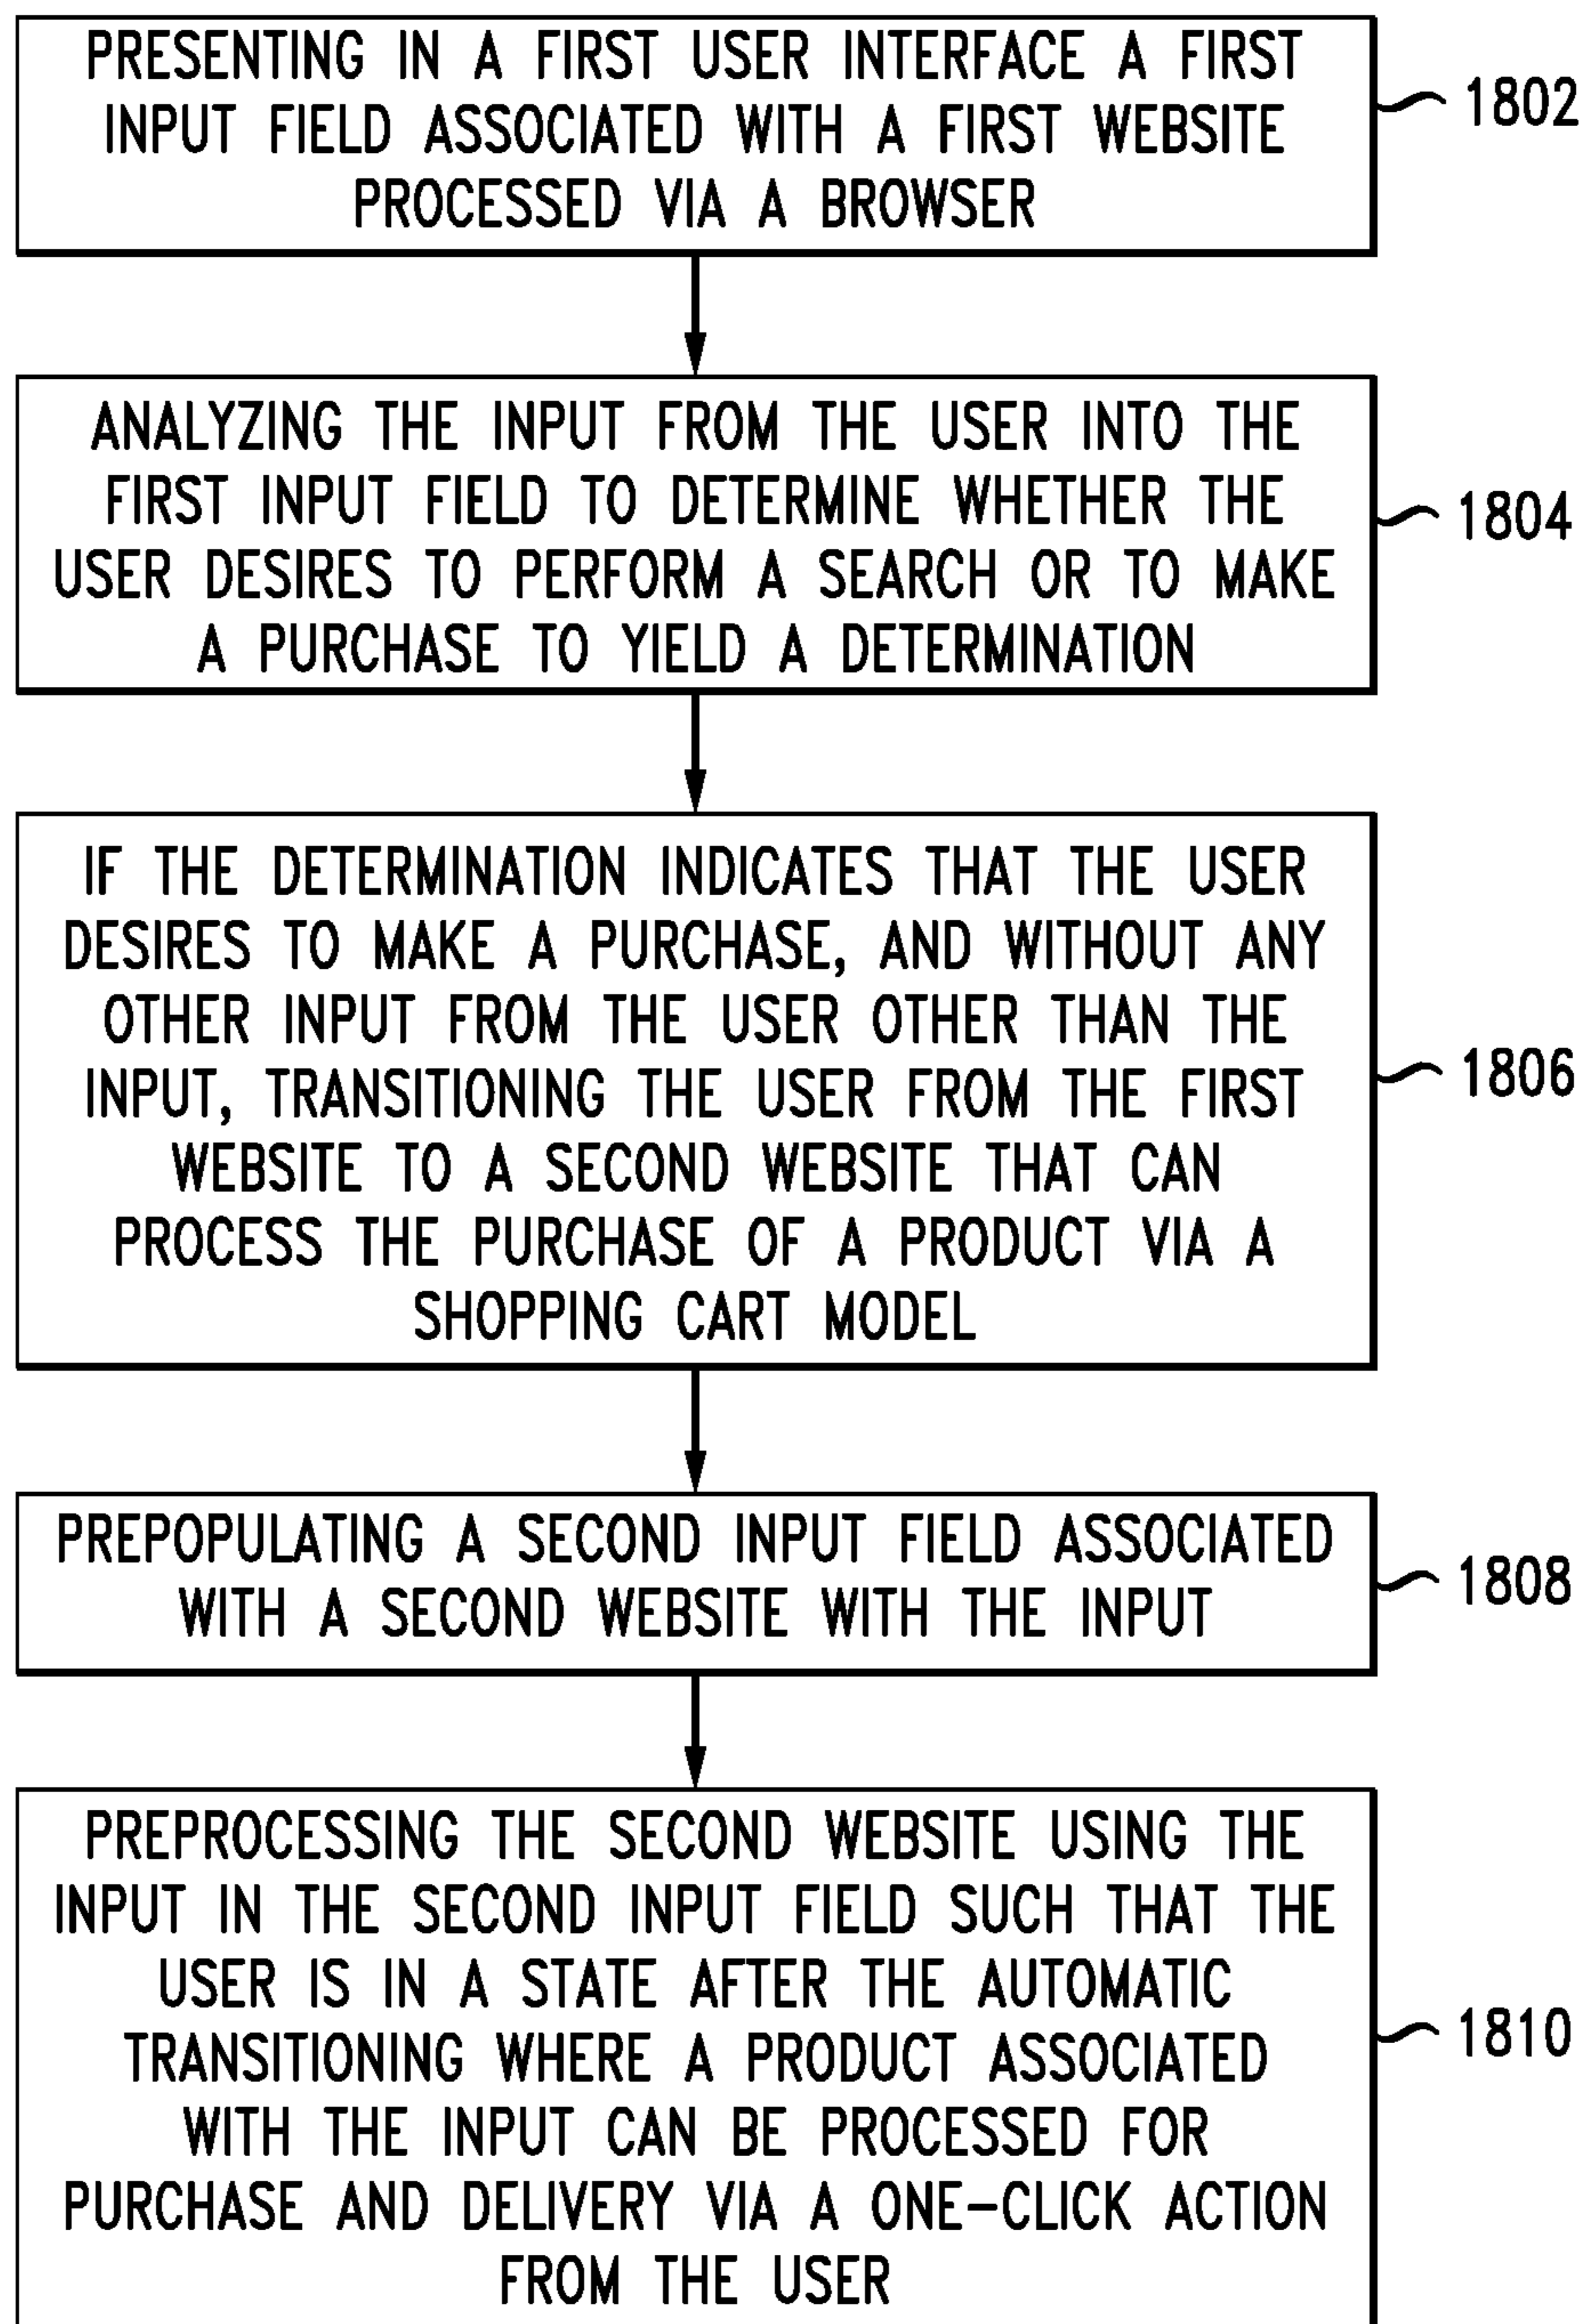 PRESENTING IN A FIRST USER INTERFACE A FIRST
INPUT FIELD ASSOCIATED WITH A FIRST WEBSITE
PROCESSED VIA A BROWSER
1802
ANALYZING THE INPUT FROM THE USER INTO THE
FIRST INPUT FIELD TO DETERMINE WHETHER THE
USER DESIRES TO PERFORM A SEARCH OR TO MAKE
A PURCHASE TO YIELD A DETERMINATION
1804
IF THE DETERMINATION INDICATES THAT THE USER
DESIRES TO MAKE A PURCHASE, AND WITHOUT ANY
OTHER INPUT FROM THE USER OTHER THAN THE
INPUT, TRANSITIONING THE USER FROM THE FIRST
WEBSITE TO A SECOND WEBSITE THAT CAN
PROCESS THE PURCHASE OF A PRODUCT VIA A
SHOPPING CART MODEL
1806
PREPOPULATING A SECOND INPUT FIELD ASSOCIATED
WITH A SECOND WEBSITE WITH THE INPUT
1808
PREPROCESSING THE SECOND WEBSITE USING THE
INPUT IN THE SECOND INPUT FIELD SUCH THAT THE
USER IS IN A STATE AFTER THE AUTOMATIC
TRANSITIONING WHERE A PRODUCT ASSOCIATED
WITH THE INPUT CAN BE PROCESSED FOR
PURCHASE AND DELIVERY VIA A ONE-CLICK ACTION
FROM THE USER
1810